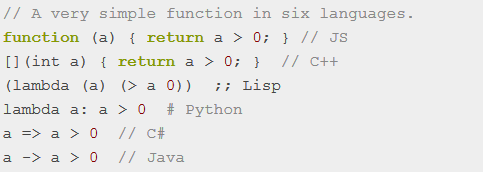 // A very simple function in six languages.
function (a) { return a > 0; } // JS
[](int a) { return a > 0; }  // C++
(lambda (a) (> a 0))  ;; Lisp
lambda a: a > 0  # Python
a => a > 0  // C#
a -> a > 0  // Java